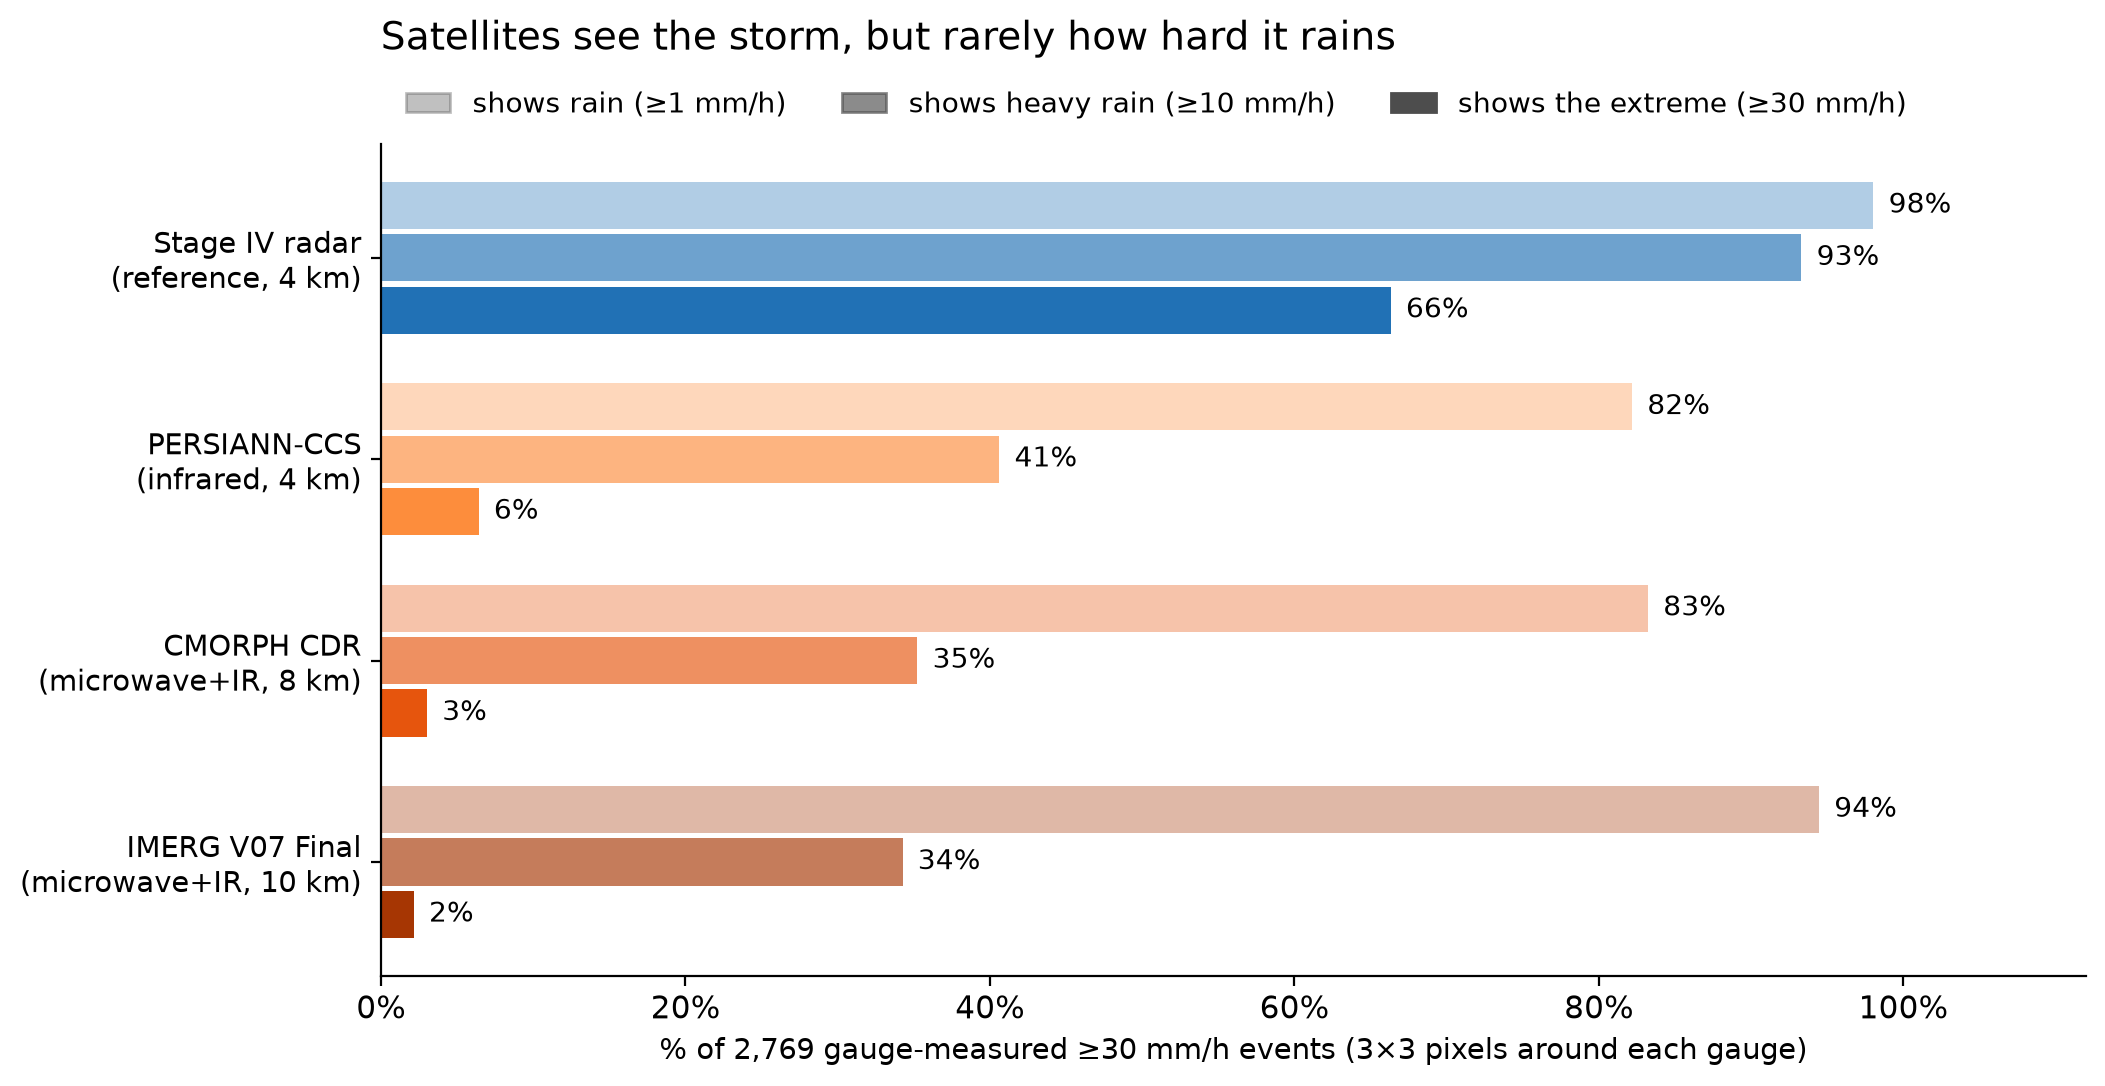 Satellites see the storm, but rarely how hard it rains
shows rain (≥1 mm/h)
shows heavy rain (≥10 mm/h)
shows the extreme (≥30 mm/h)
Stage IV radar
(reference, 4 km)
98%
93%
66%
PERSIANN-CCS
(infrared, 4 km)
82%
41%
6%
CMORPH CDR
(microwave+IR, 8 km)
83%
35%
3%
IMERG V07 Final
(microwave+IR, 10 km)
94%
34%
2%
0%
20%
40%
60%
80%
100%
% of 2,769 gauge-measured ≥30 mm/h events (3×3 pixels around each gauge)